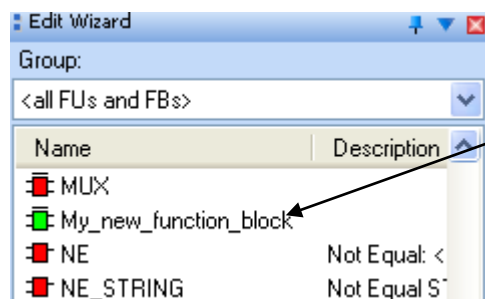 Edit Wizard
Group:
<all FUs and FBs>
Name Description
MUX
My_new_function_block
NE Not Equal: <
NE_STRING Not Equal ST